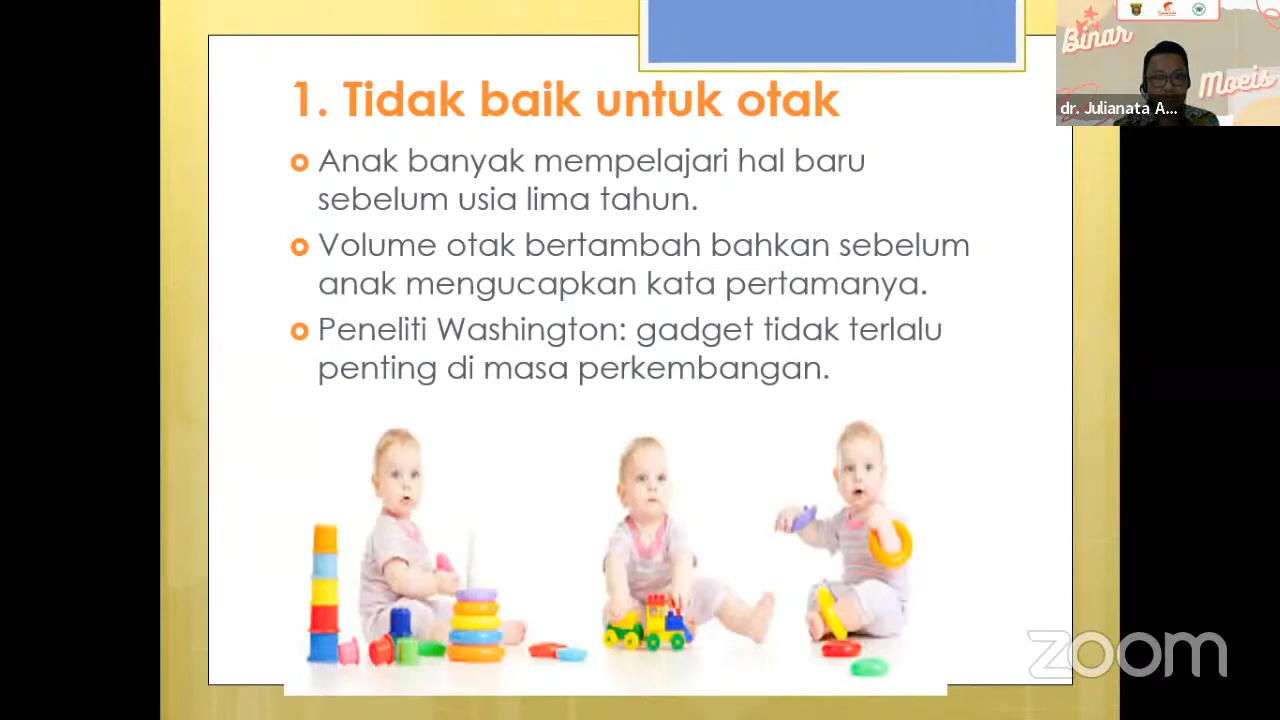 1. Tidak baik untuk otak
Anak banyak mempelajari hal baru
sebelum usia lima tahun.
Volume otak bertambah bahkan sebelum
anak mengucapkan kata pertamanya.
Peneliti Washington: gadget tidak terlalu
penting di masa perkembangan.
Binar
Moeis
dr. Julianata A...
zoom